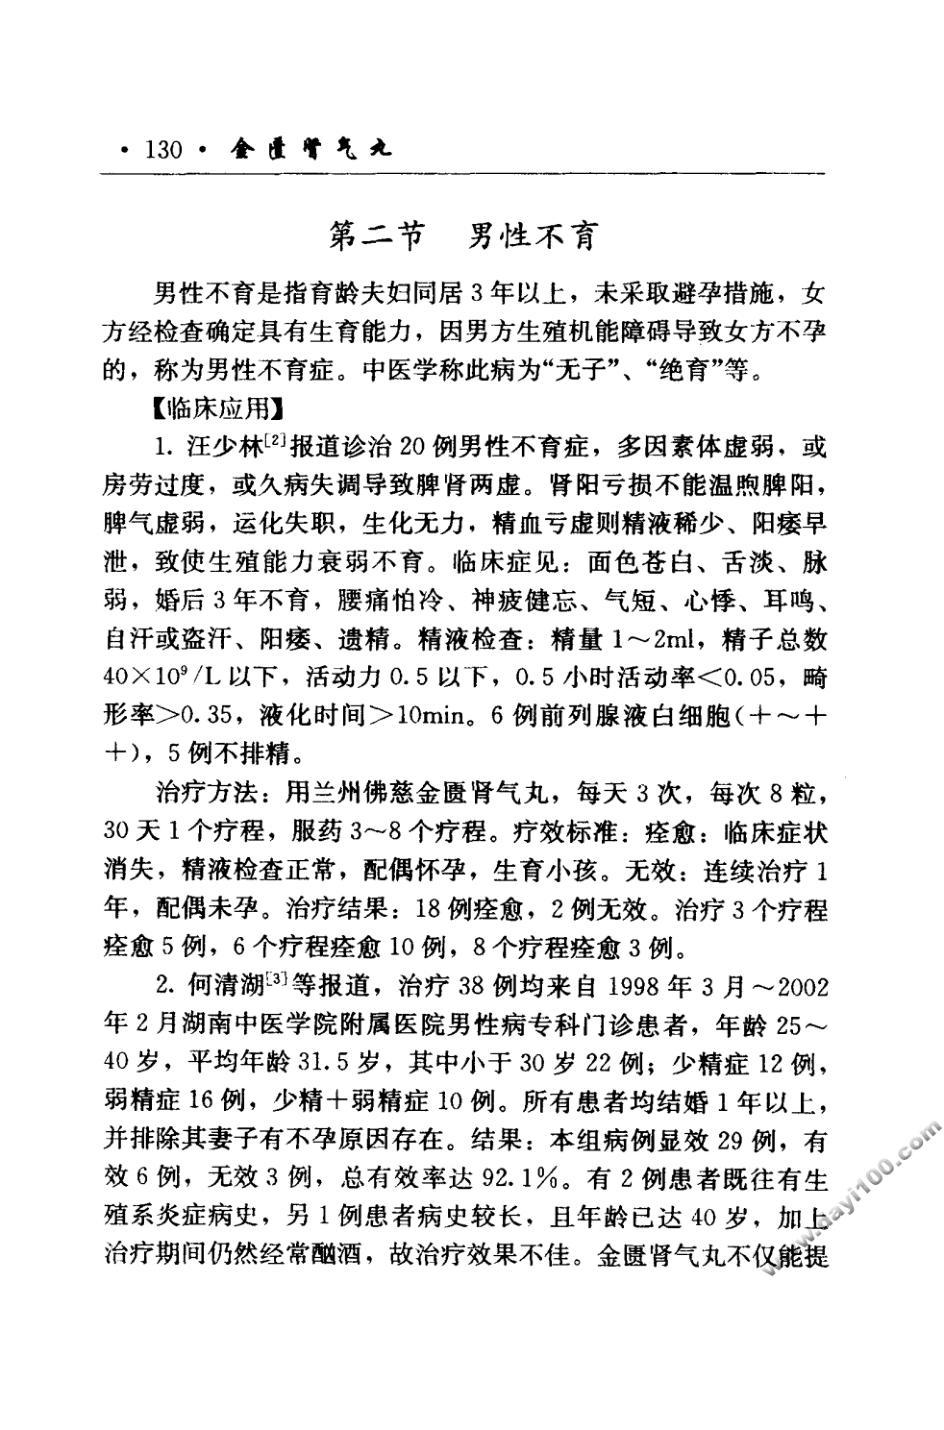 · 130 · 金匮肾气丸
第二节　男性不育
男性不育是指育龄夫妇同居 3 年以上，未采取避孕措施，女
方经检查确定具有生育能力，因男方生殖机能障碍导致女方不孕
的，称为男性不育症。中医学称此病为“无子”、“绝育”等。
【临床应用】
1. 汪少林[2]报道诊治 20 例男性不育症，多因素体虚弱，或
房劳过度，或久病失调导致脾肾两虚。肾阳亏损不能温煦脾阳，
脾气虚弱，运化失职，生化无力，精血亏虚则精液稀少、阳痿早
泄，致使生殖能力衰弱不育。临床症见：面色苍白、舌淡、脉
弱，婚后 3 年不育，腰痛怕冷、神疲健忘、气短、心悸、耳鸣、
自汗或盗汗、阳痿、遗精。精液检查：精量 1～2ml，精子总数
40×10⁹/L 以下，活动力 0.5 以下，0.5 小时活动率＜0.05，畸
形率＞0.35，液化时间＞10min。6 例前列腺液白细胞(＋～＋
＋)，5 例不排精。
治疗方法：用兰州佛慈金匮肾气丸，每天 3 次，每次 8 粒，
30 天 1 个疗程，服药 3～8 个疗程。疗效标准：痊愈：临床症状
消失，精液检查正常，配偶怀孕，生育小孩。无效：连续治疗 1
年，配偶未孕。治疗结果：18 例痊愈，2 例无效。治疗 3 个疗程
痊愈 5 例，6 个疗程痊愈 10 例，8 个疗程痊愈 3 例。
2. 何清湖[3]等报道，治疗 38 例均来自 1998 年 3 月～2002
年 2 月湖南中医学院附属医院男性病专科门诊患者，年龄 25～
40 岁，平均年龄 31.5 岁，其中小于 30 岁 22 例；少精症 12 例，
弱精症 16 例，少精＋弱精症 10 例。所有患者均结婚 1 年以上，
并排除其妻子有不孕原因存在。结果：本组病例显效 29 例，有
效 6 例，无效 3 例，总有效率达 92.1％。有 2 例患者既往有生
殖系炎症病史，另 1 例患者病史较长，且年龄已达 40 岁，加上
治疗期间仍然经常酗酒，故治疗效果不佳。金匮肾气丸不仅能提
www.dayi100.com